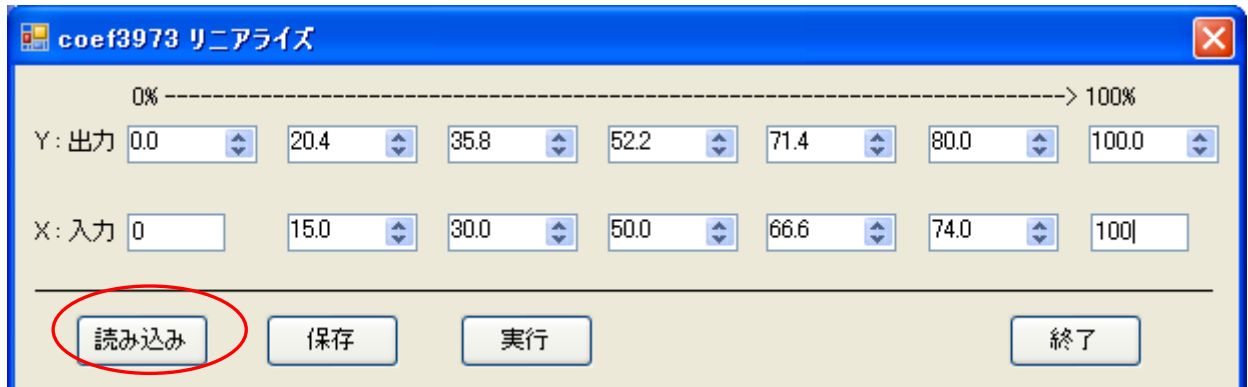 coef3973 リニアライズ
0% ----------------------------------------------------------------------------> 100%
Y : 出力 0.0 20.4 35.8 52.2 71.4 80.0 100.0
X : 入力 0 15.0 30.0 50.0 66.6 74.0 100
読み込み 保存 実行 終了